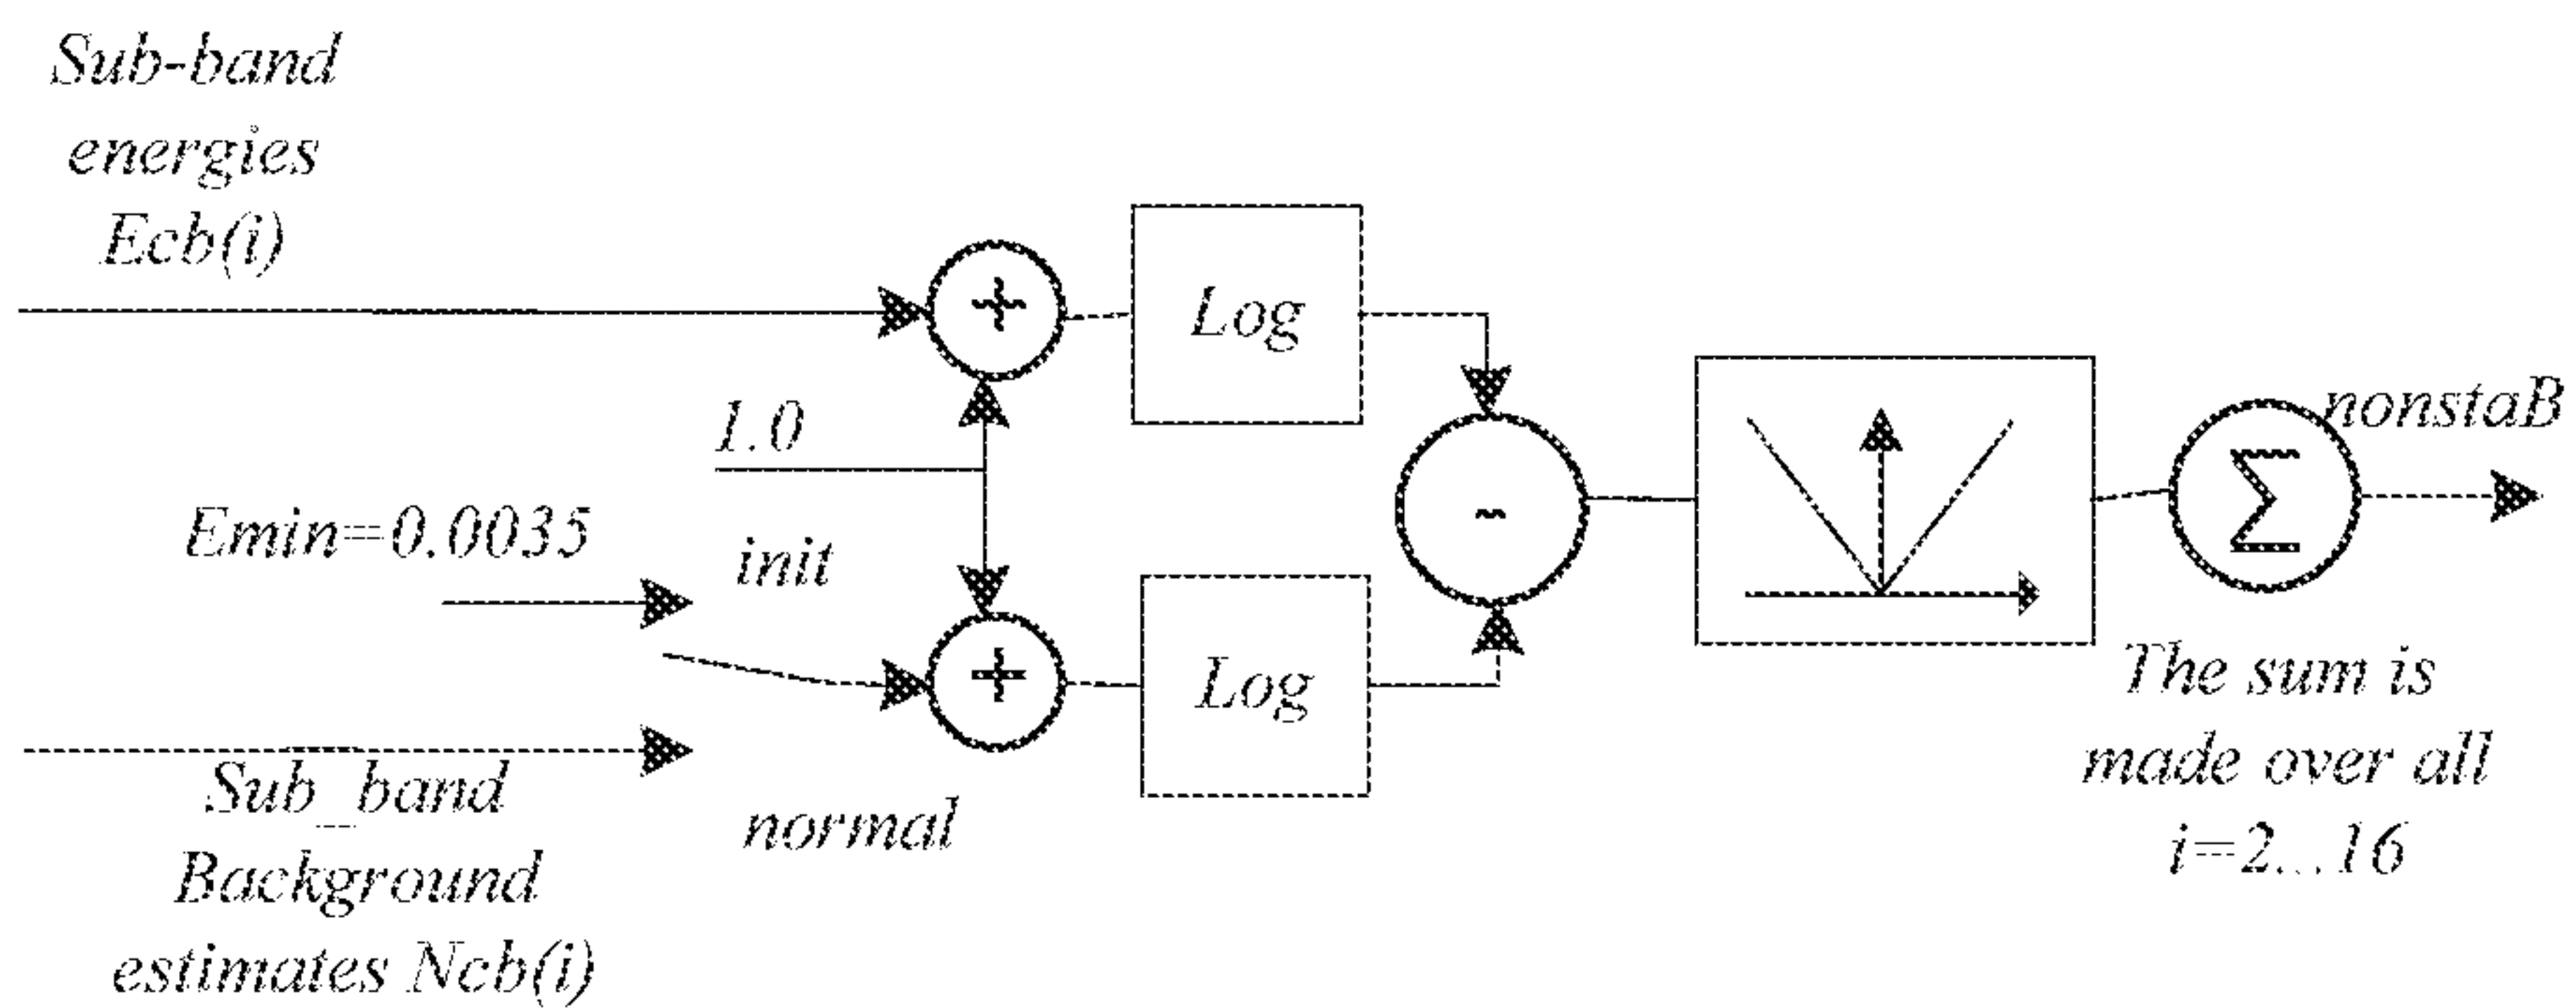 Sub-band
energies
Ecb(i)
+
Log
1.0
nonstaB
Emin=0.0035
init
-
Σ
+
Log
The sum is
made over all
i=2...16
Sub_band
normal
Background
estimates Ncb(i)